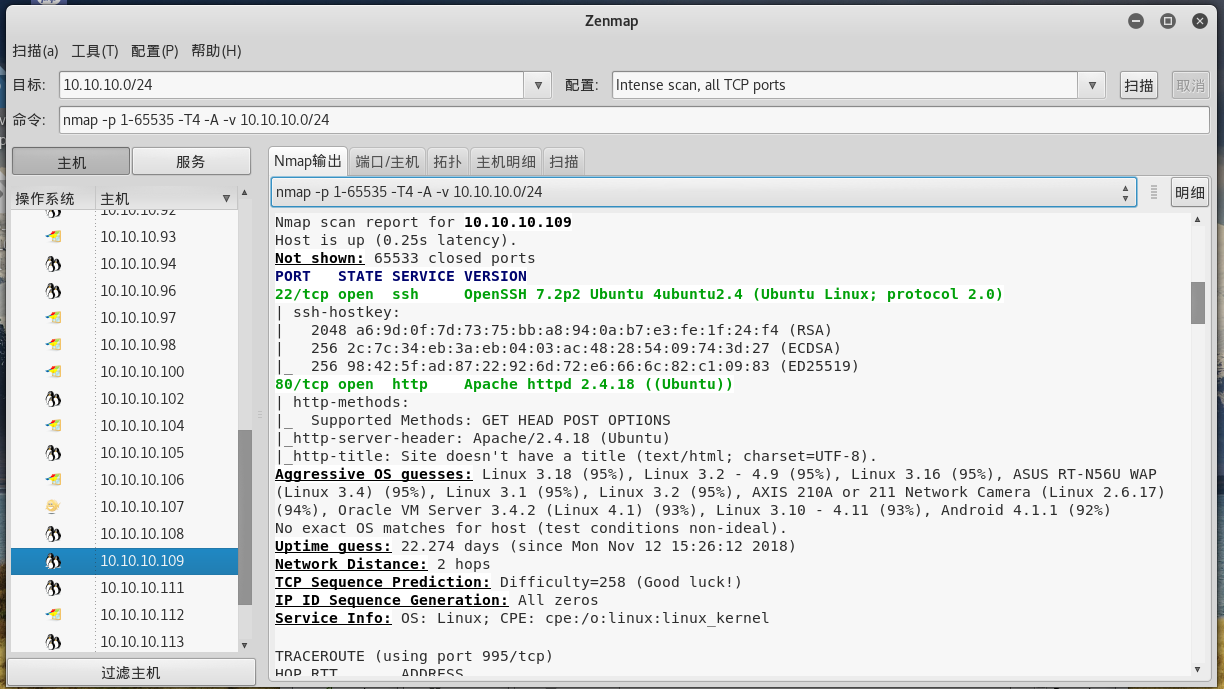 Zenmap
扫描(a) 工具(T) 配置(P) 帮助(H)
目标: 10.10.10.0/24 配置: Intense scan, all TCP ports 扫描 取消
命令: nmap -p 1-65535 -T4 -A -v 10.10.10.0/24
主机 服务
操作系统 主机
10.10.10.92
10.10.10.93
10.10.10.94
10.10.10.96
10.10.10.97
10.10.10.98
10.10.10.100
10.10.10.102
10.10.10.104
10.10.10.105
10.10.10.106
10.10.10.107
10.10.10.108
10.10.10.109
10.10.10.111
10.10.10.112
10.10.10.113
过滤主机
Nmap输出 端口/主机 拓扑 主机明细 扫描
nmap -p 1-65535 -T4 -A -v 10.10.10.0/24 明细
Nmap scan report for 10.10.10.109
Host is up (0.25s latency).
Not shown: 65533 closed ports
PORT   STATE SERVICE VERSION
22/tcp open  ssh     OpenSSH 7.2p2 Ubuntu 4ubuntu2.4 (Ubuntu Linux; protocol 2.0)
| ssh-hostkey:
|   2048 a6:9d:0f:7d:73:75:bb:a8:94:0a:b7:e3:fe:1f:24:f4 (RSA)
|   256 2c:7c:34:eb:3a:eb:04:03:ac:48:28:54:09:74:3d:27 (ECDSA)
|_  256 98:42:5f:ad:87:22:92:6d:72:e6:66:6c:82:c1:09:83 (ED25519)
80/tcp open  http    Apache httpd 2.4.18 ((Ubuntu))
| http-methods:
|_  Supported Methods: GET HEAD POST OPTIONS
|_http-server-header: Apache/2.4.18 (Ubuntu)
|_http-title: Site doesn't have a title (text/html; charset=UTF-8).
Aggressive OS guesses: Linux 3.18 (95%), Linux 3.2 - 4.9 (95%), Linux 3.16 (95%), ASUS RT-N56U WAP
(Linux 3.4) (95%), Linux 3.1 (95%), Linux 3.2 (95%), AXIS 210A or 211 Network Camera (Linux 2.6.17)
(94%), Oracle VM Server 3.4.2 (Linux 4.1) (93%), Linux 3.10 - 4.11 (93%), Android 4.1.1 (92%)
No exact OS matches for host (test conditions non-ideal).
Uptime guess: 22.274 days (since Mon Nov 12 15:26:12 2018)
Network Distance: 2 hops
TCP Sequence Prediction: Difficulty=258 (Good luck!)
IP ID Sequence Generation: All zeros
Service Info: OS: Linux; CPE: cpe:/o:linux:linux_kernel
TRACEROUTE (using port 995/tcp)
HOP RTT       ADDRESS